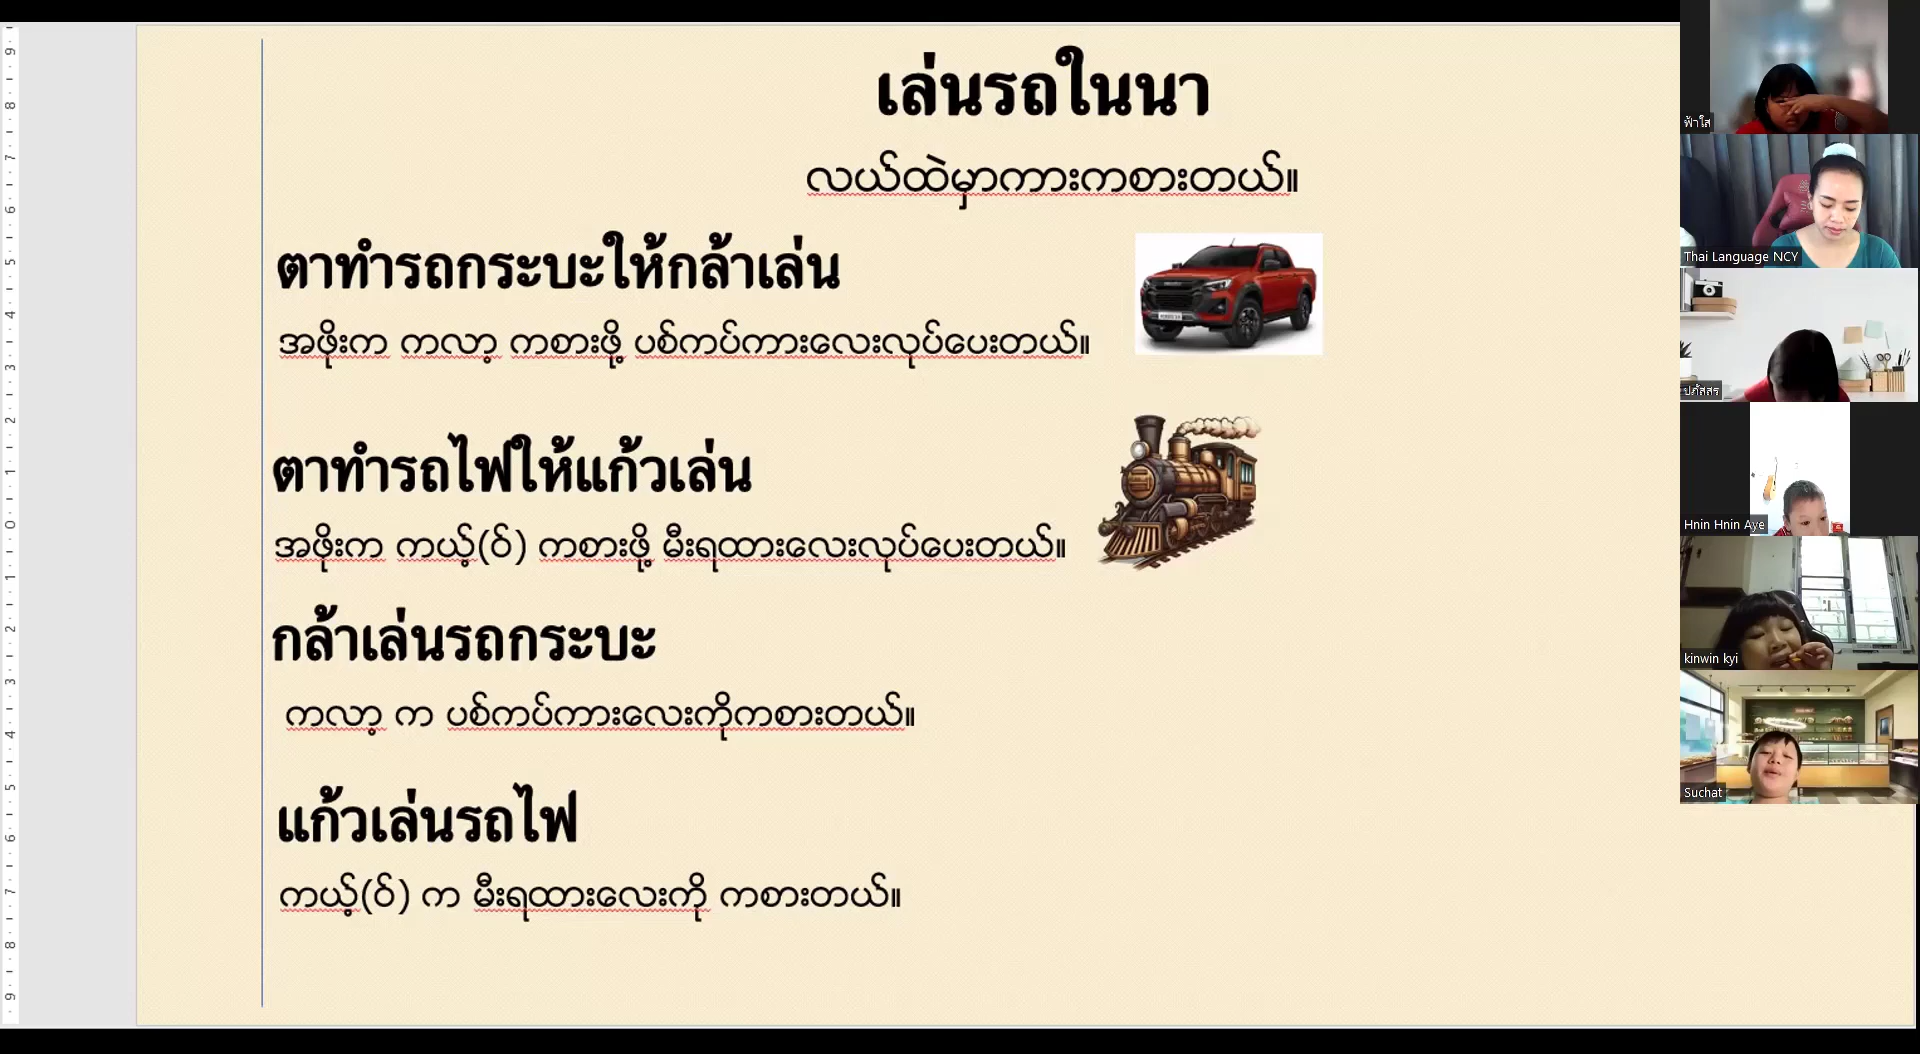 เล่นรถในนา
လယ်ထဲမှာကားကစားတယ်။
ตาทำรถกระบะให้กล้าเล่น
အဖိုးက ကလာ့ ကစားဖို့ ပစ်ကပ်ကားလေးလုပ်ပေးတယ်။
ตาทำรถไฟให้แก้วเล่น
အဖိုးက ကယ့်(ဝ်) ကစားဖို့ မီးရထားလေးလုပ်ပေးတယ်။
กล้าเล่นรถกระบะ
ကလာ့ က ပစ်ကပ်ကားလေးကိုကစားတယ်။
แก้วเล่นรถไฟ
ကယ့်(ဝ်) က မီးရထားလေးကို ကစားတယ်။
ฟ้าใส
Thai Language NCY
ปภัสสร
Hnin Hnin Aye
kinwin kyi
Suchat